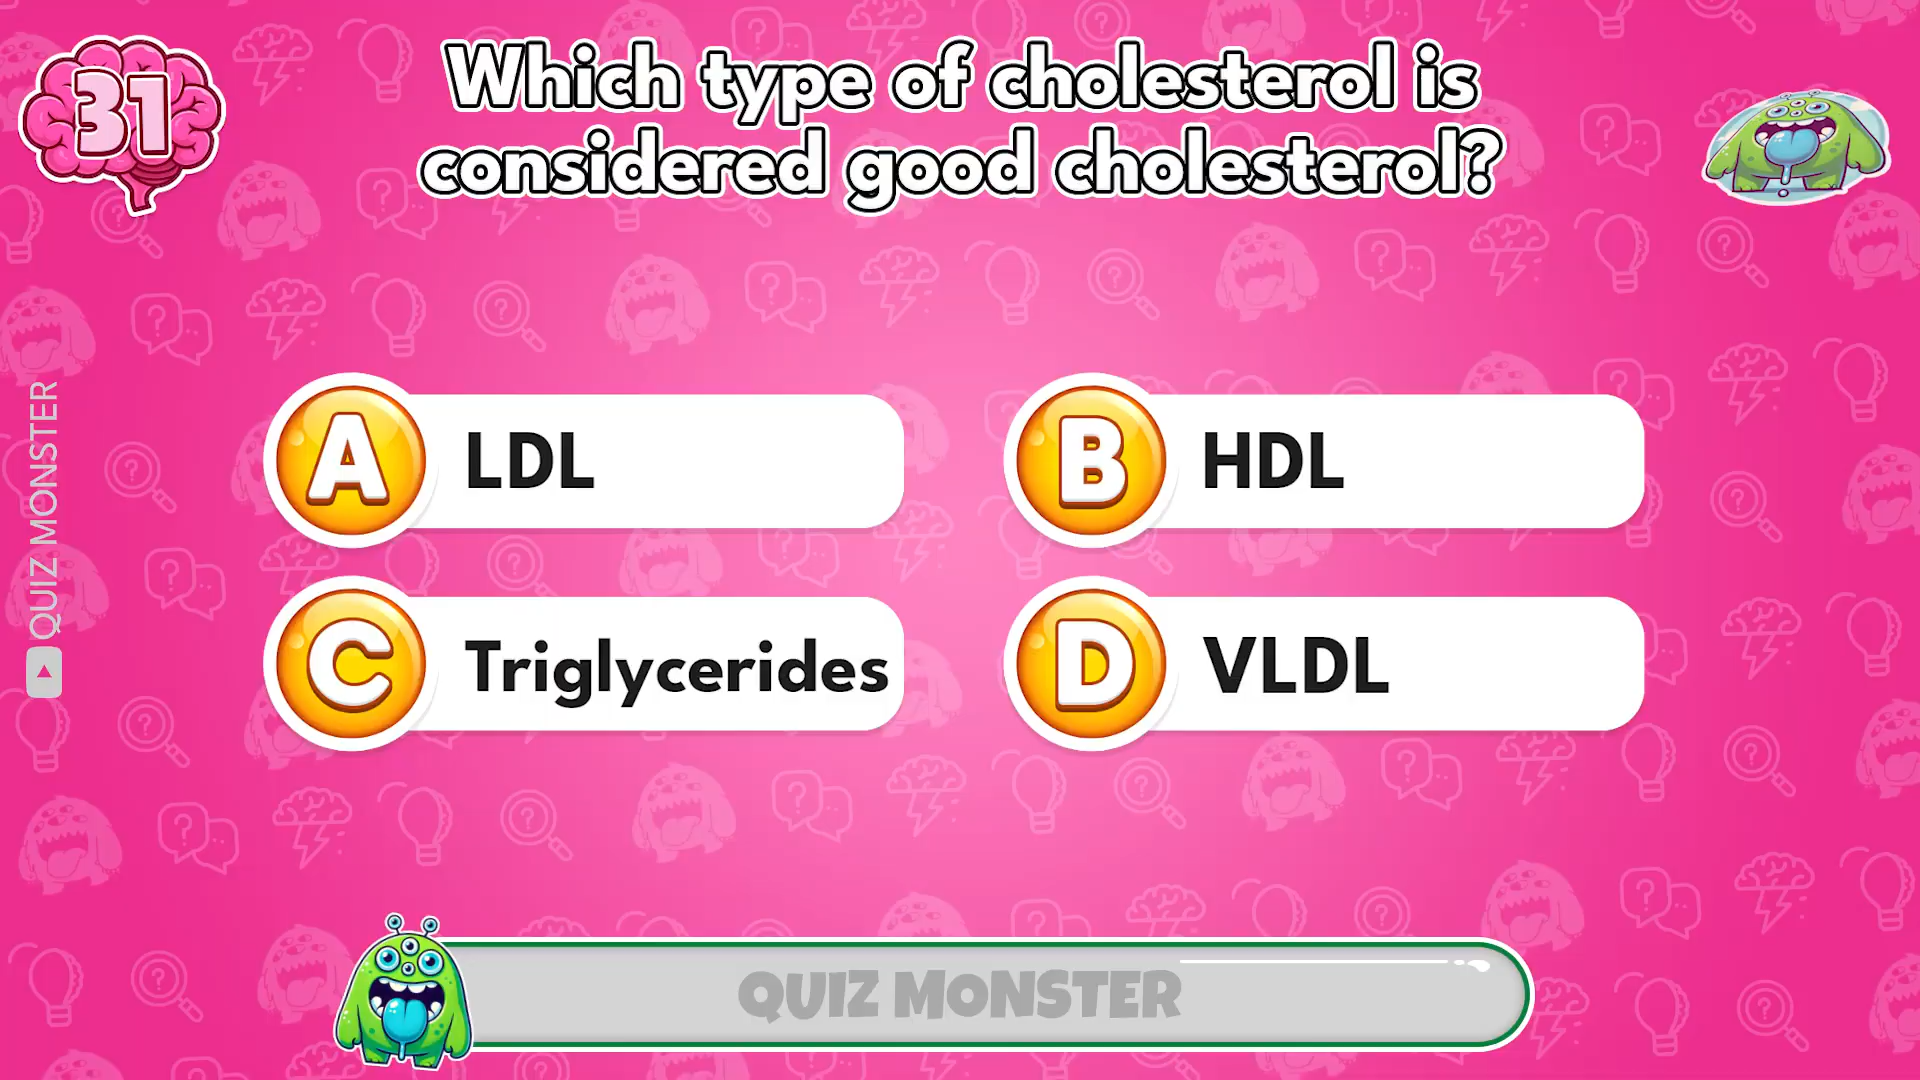 31
Which type of cholesterol is
considered good cholesterol?
A LDL
B HDL
C Triglycerides
D VLDL
QUIZ MONSTER
QUIZ MONSTER